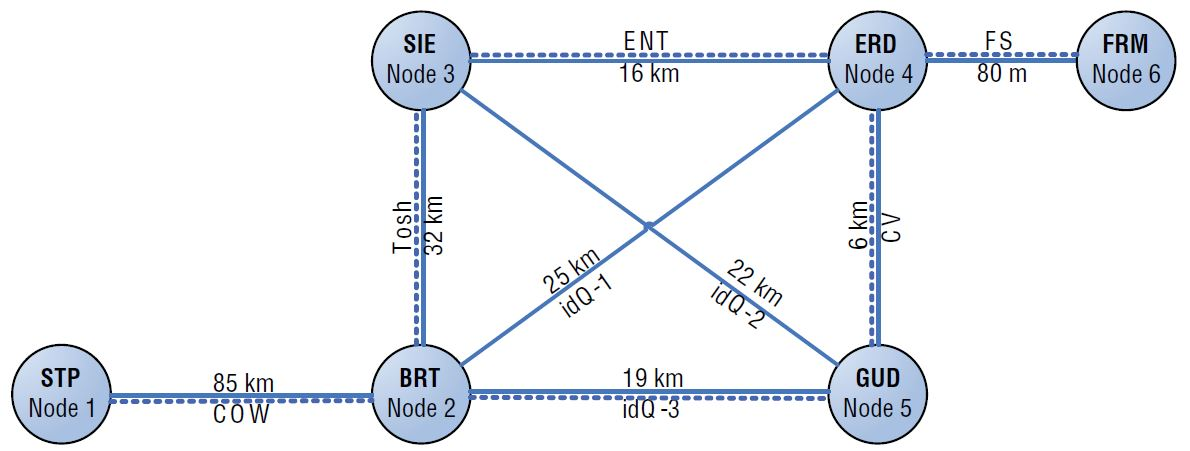 SIE
Node 3
ENT
16 km
ERD
Node 4
FS
80 m
FRM
Node 6
Tosh
32 km
25 km
idQ-1
22 km
idQ-2
6 km
CV
STP
Node 1
85 km
COW
BRT
Node 2
19 km
idQ-3
GUD
Node 5